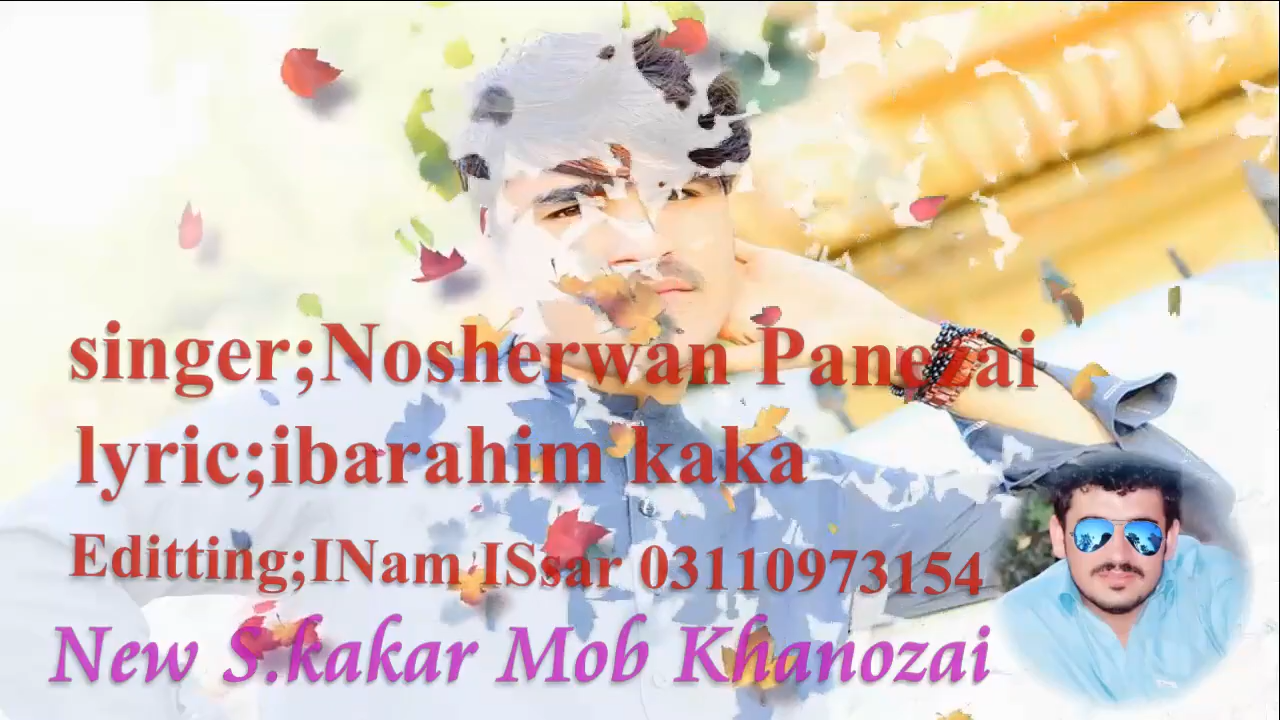 singer;Nosherwan Panezai
lyric;ibarahim kaka
Editting;INam ISsar 03110973154
New S.kakar Mob Khanozai